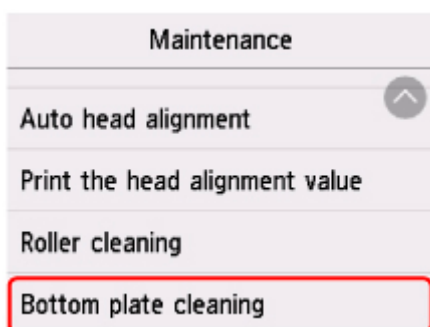 Maintenance
Auto head alignment
Print the head alignment value
Roller cleaning
Bottom plate cleaning